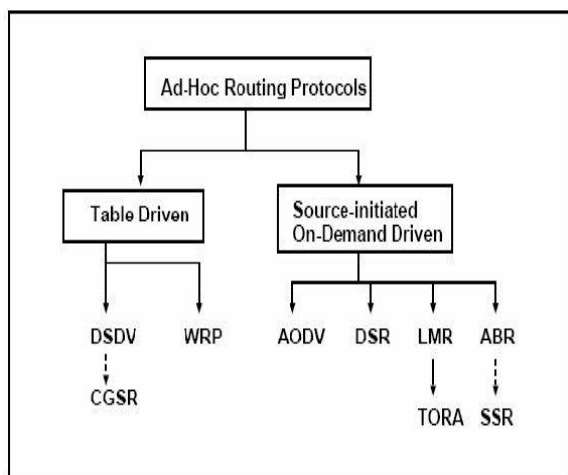 Ad-Hoc Routing Protocols
Table Driven
Source-initiated
On-Demand Driven
DSDV WRP AODV DSR LMR ABR
CGSR TORA SSR